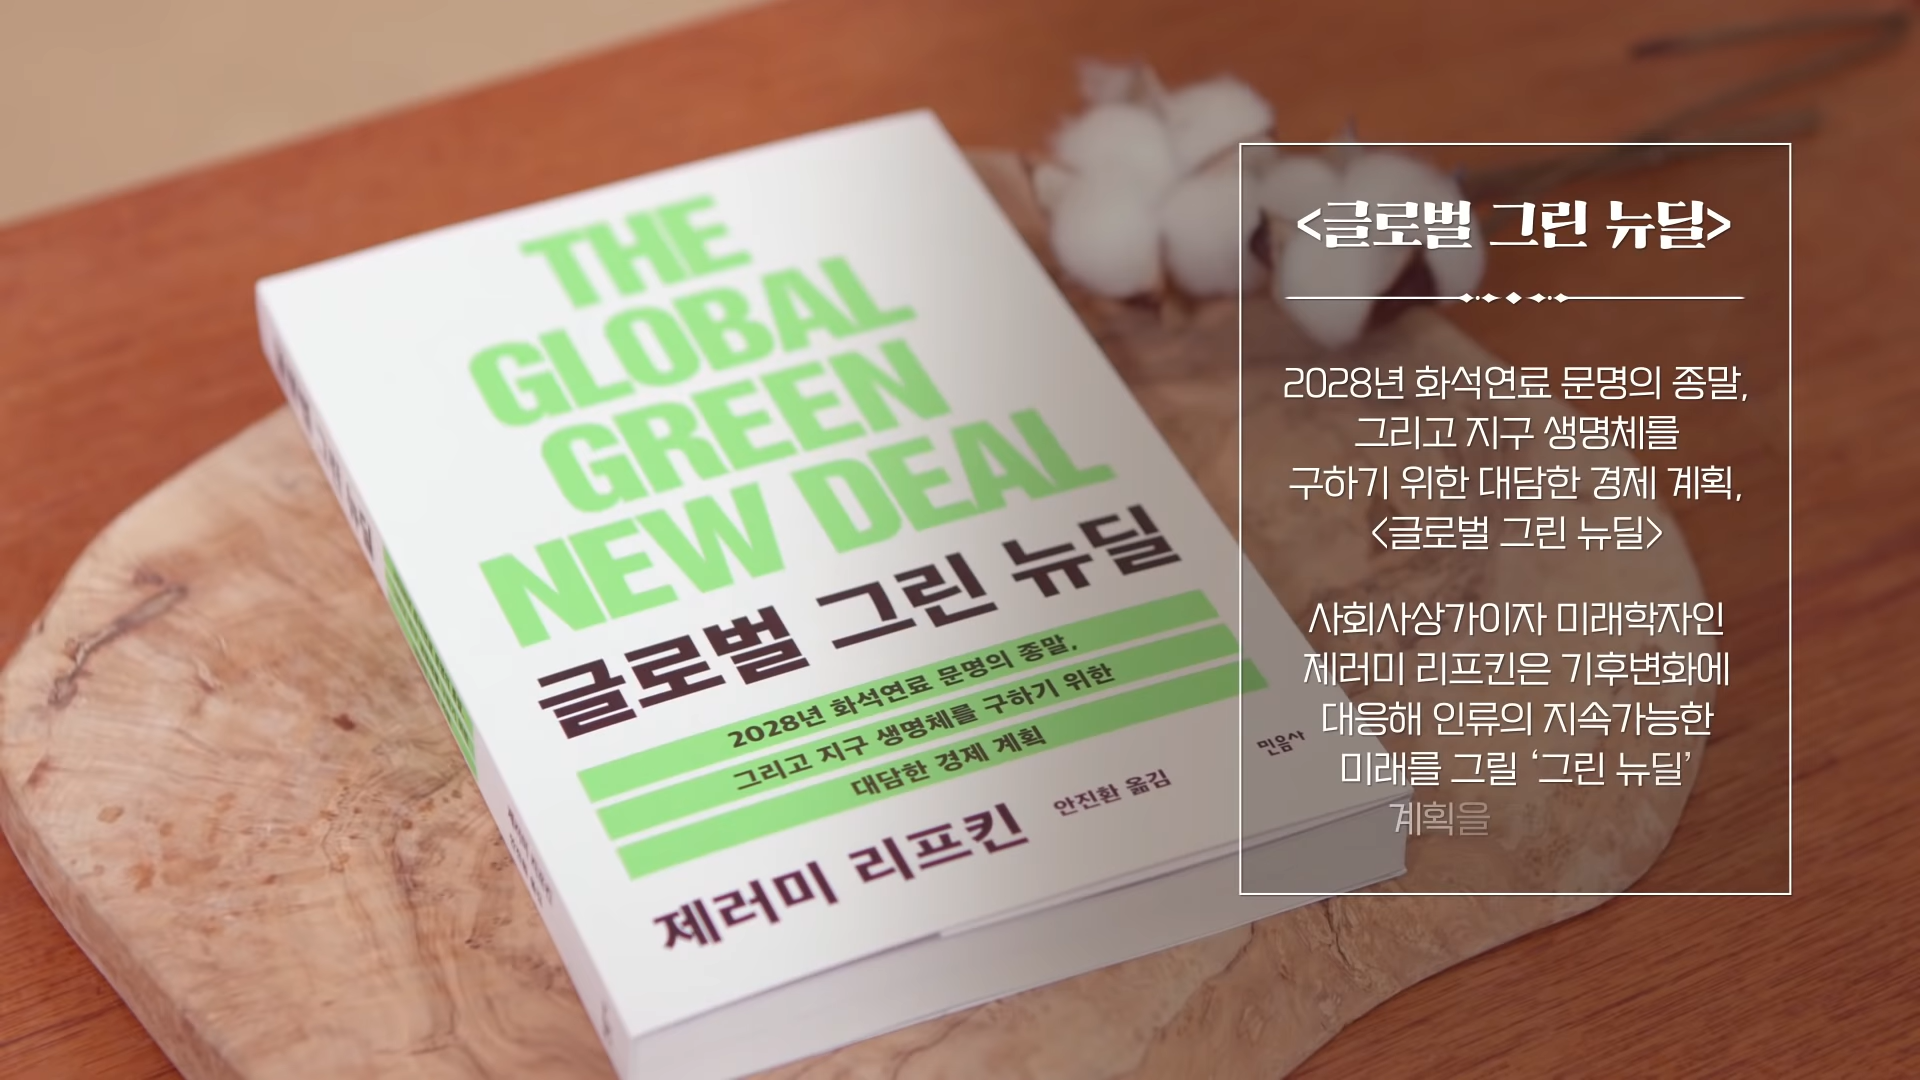 THE
GLOBAL
GREEN
NEW DEAL
글로벌 그린 뉴딜
2028년 화석연료 문명의 종말,
그리고 지구 생명체를 구하기 위한
대담한 경제 계획
제러미 리프킨
안진환 옮김
민음사
<글로벌 그린 뉴딜>
2028년 화석연료 문명의 종말,
그리고 지구 생명체를
구하기 위한 대담한 경제 계획,
<글로벌 그린 뉴딜>
사회사상가이자 미래학자인
제러미 리프킨은 기후변화에
대응해 인류의 지속가능한
미래를 그릴 ‘그린 뉴딜’
계획을